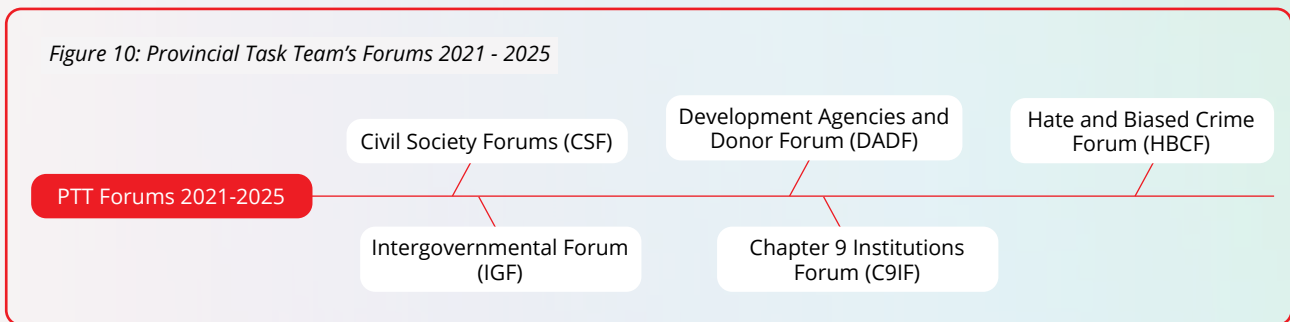 Figure 10: Provincial Task Team’s Forums 2021 - 2025
PTT Forums 2021-2025
Civil Society Forums (CSF)
Intergovernmental Forum
(IGF)
Development Agencies and
Donor Forum (DADF)
Chapter 9 Institutions
Forum (C9IF)
Hate and Biased Crime
Forum (HBCF)